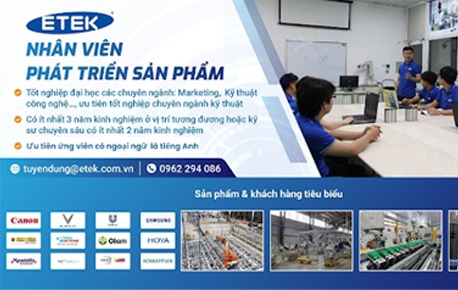 ETEK
NHÂN VIÊN
PHÁT TRIỂN SẢN PHẨM
Tốt nghiệp đại học các chuyên ngành: Marketing, Kỹ thuật
công nghệ..., ưu tiên tốt nghiệp chuyên ngành kỹ thuật
Có ít nhất 3 năm kinh nghiệm ở vị trí tương đương hoặc kỹ
sư chuyên sâu có ít nhất 2 năm kinh nghiệm
Ưu tiên ứng viên có ngoại ngữ là tiếng Anh
tuyendung@etek.com.vn 0962 294 086
Sản phẩm & khách hàng tiêu biểu
Canon
VINFAST
Unilever
SAMSUNG
Olam
HOYA
SCHAEFFLER